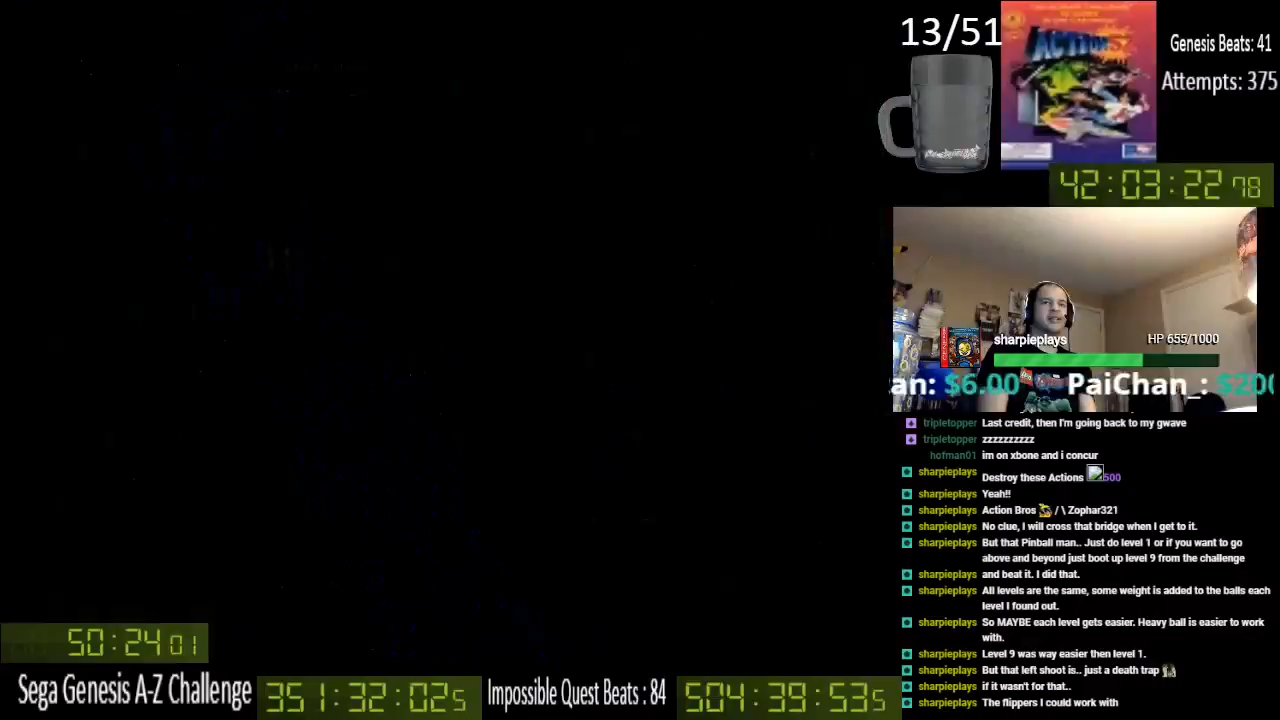 13/51
ACTION 52
Genesis Beats: 41
Attempts: 375
42:03:22 78
sharpieplays HP 655/1000
an: $6.00 PaiChan_: $200
tripletopper Last credit, then I'm going back to my gwave
tripletopper zzzzzzzzzz
hofman01 im on xbone and i concur
sharpieplays Destroy these Actions 500
sharpieplays Yeah!!
sharpieplays Action Bros / \ Zophar321
sharpieplays No clue, I will cross that bridge when I get to it.
sharpieplays But that Pinball man.. Just do level 1 or if you want to go
above and beyond just boot up level 9 from the challenge
sharpieplays and beat it. I did that.
sharpieplays All levels are the same, some weight is added to the balls each
level I found out.
sharpieplays So MAYBE each level gets easier. Heavy ball is easier to work
with.
sharpieplays Level 9 was way easier then level 1.
sharpieplays But that left shoot is.. just a death trap
sharpieplays if it wasn't for that..
sharpieplays The flippers I could work with
50:24 01
Sega Genesis A-Z Challenge
351:32:02 5
Impossible Quest Beats : 84
504:39:53 5